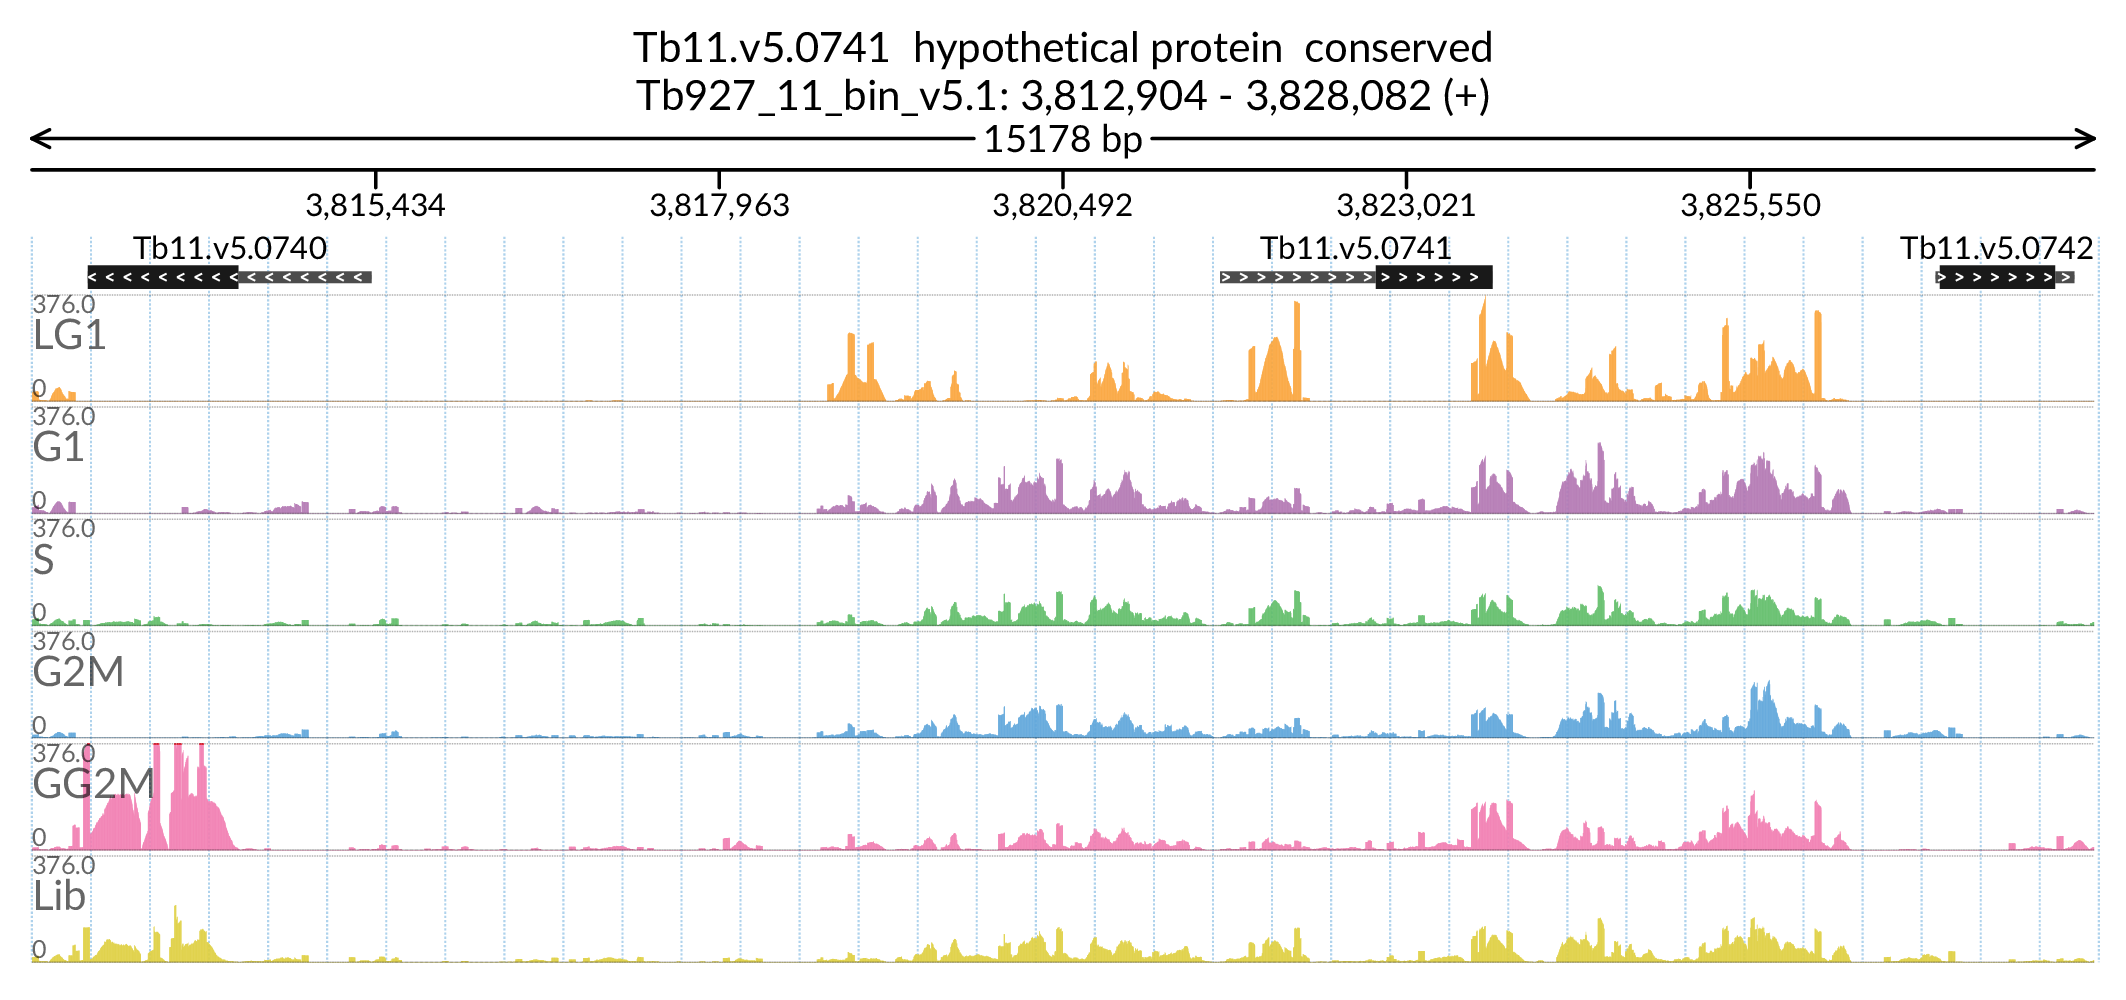 Tb11.v5.0741 hypothetical protein conserved
Tb927_11_bin_v5.1: 3,812,904 - 3,828,082 (+)
15178 bp
3,815,434 3,817,963 3,820,492 3,823,021 3,825,550
Tb11.v5.0740 Tb11.v5.0741 Tb11.v5.0742
376.0
LG1
0
376.0
G1
0
376.0
S
0
376.0
G2M
0
376.0
GG2M
0
376.0
Lib
0